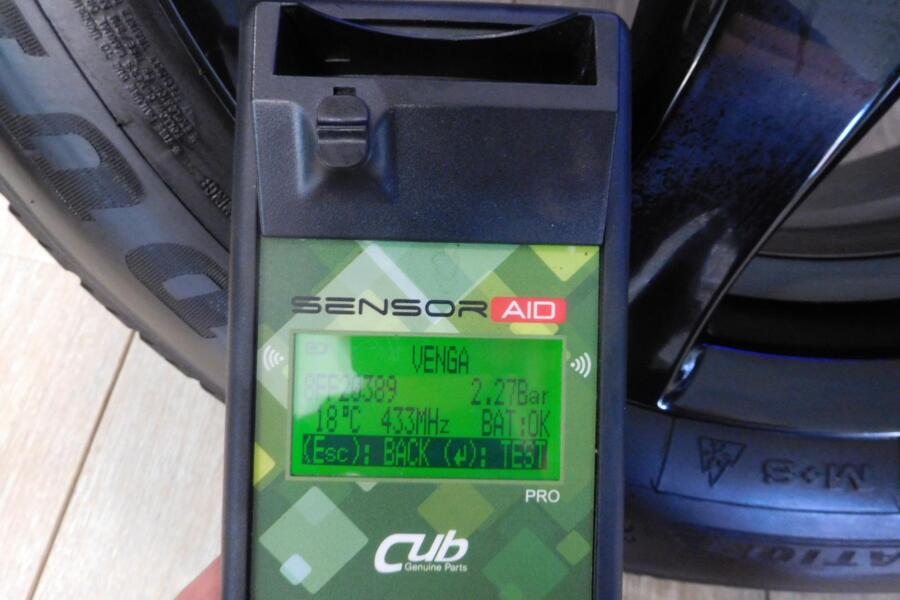 SENSOR AID
VENGA
8FF20389 2.27Bar
18°C 433MHz BAT:OK
(Esc): BACK (↵): TEST
PRO
Cub
Genuine Parts
M+S